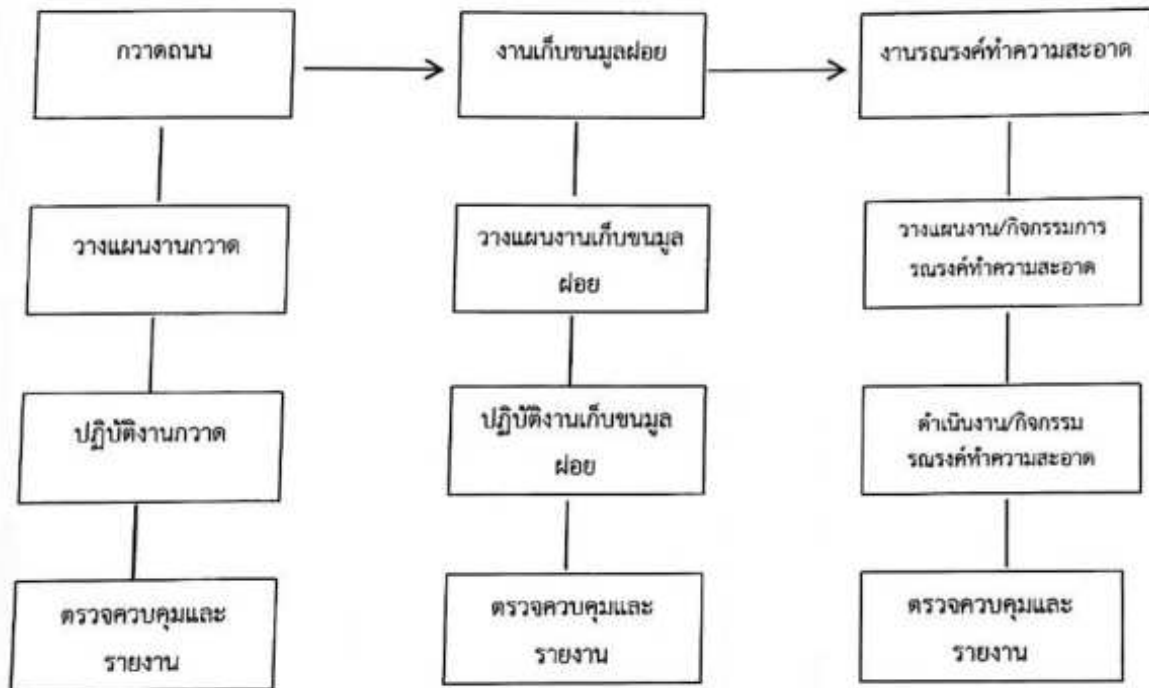 กวาดถนน
งานเก็บขนมูลฝอย
งานรณรงค์ทำความสะอาด
วางแผนงานกวาด
วางแผนงานเก็บขนมูล
ฝอย
วางแผนงาน/กิจกรรมการ
รณรงค์ทำความสะอาด
ปฏิบัติงานกวาด
ปฏิบัติงานเก็บขนมูล
ฝอย
ดำเนินงาน/กิจกรรม
รณรงค์ทำความสะอาด
ตรวจควบคุมและ
รายงาน
ตรวจควบคุมและ
รายงาน
ตรวจควบคุมและ
รายงาน